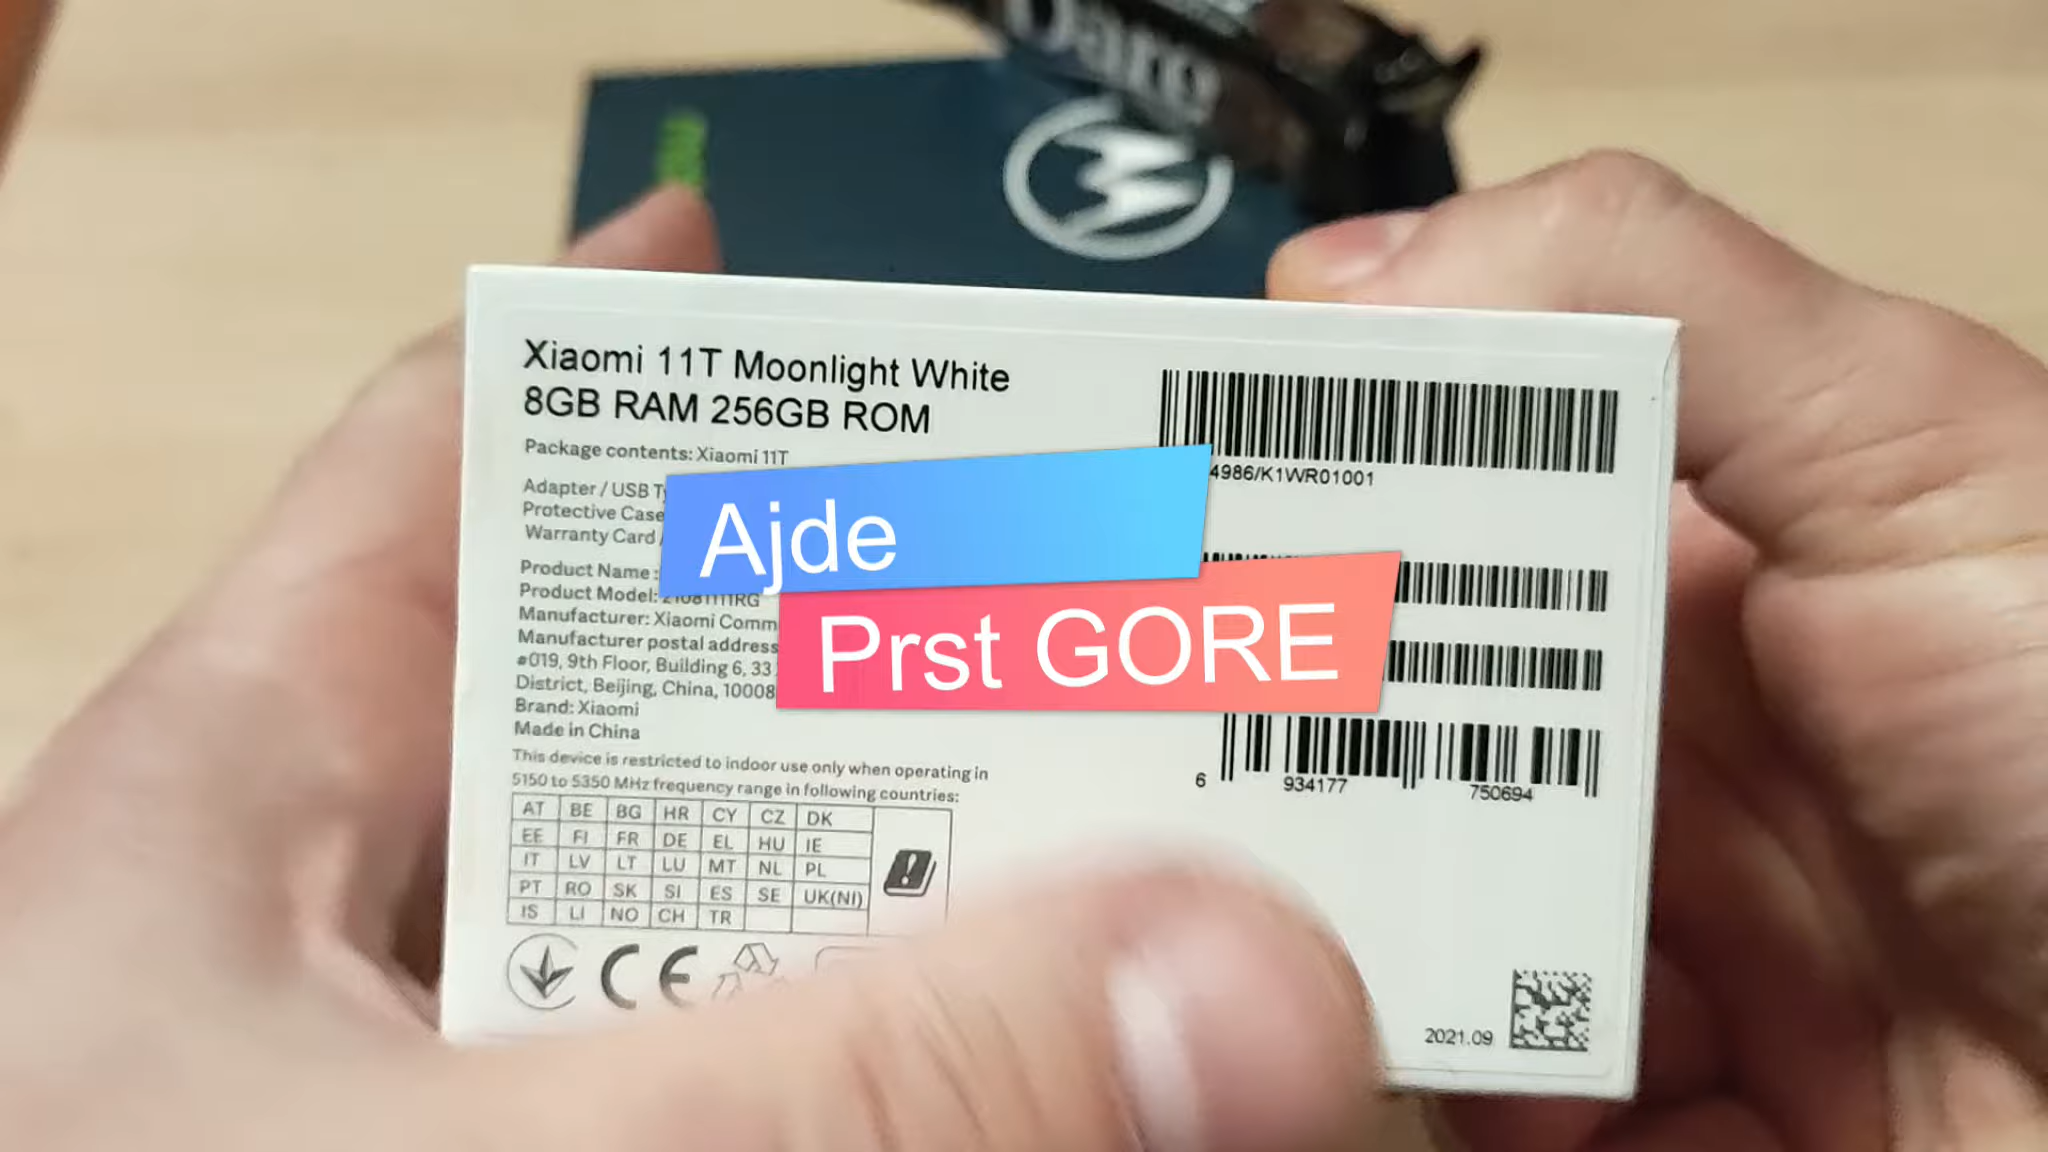 Xiaomi 11T Moonlight White
8GB RAM 256GB ROM
Package contents: Xiaomi 11T
Adapter / USB
Protective Case
Warranty Card
4986/K1WR01001
Ajde
Prst GORE
Product Name :
Product Model: 21081111RG
Manufacturer: Xiaomi
Manufacturer postal address
#019, 9th Floor, Building 6, 33
District, Beijing, China, 10008
Brand: Xiaomi
Made in China
This device is restricted to indoor use only when operating in
5150 to 5350 MHz frequency range in following countries:
AT BE BG HR CY CZ DK
EE FI FR DE EL HU IE
IT LV LT LU MT NL PL
PT RO SK SI ES SE UK(NI)
IS LI NO CH TR
CE
6 934177 750694
2021.09